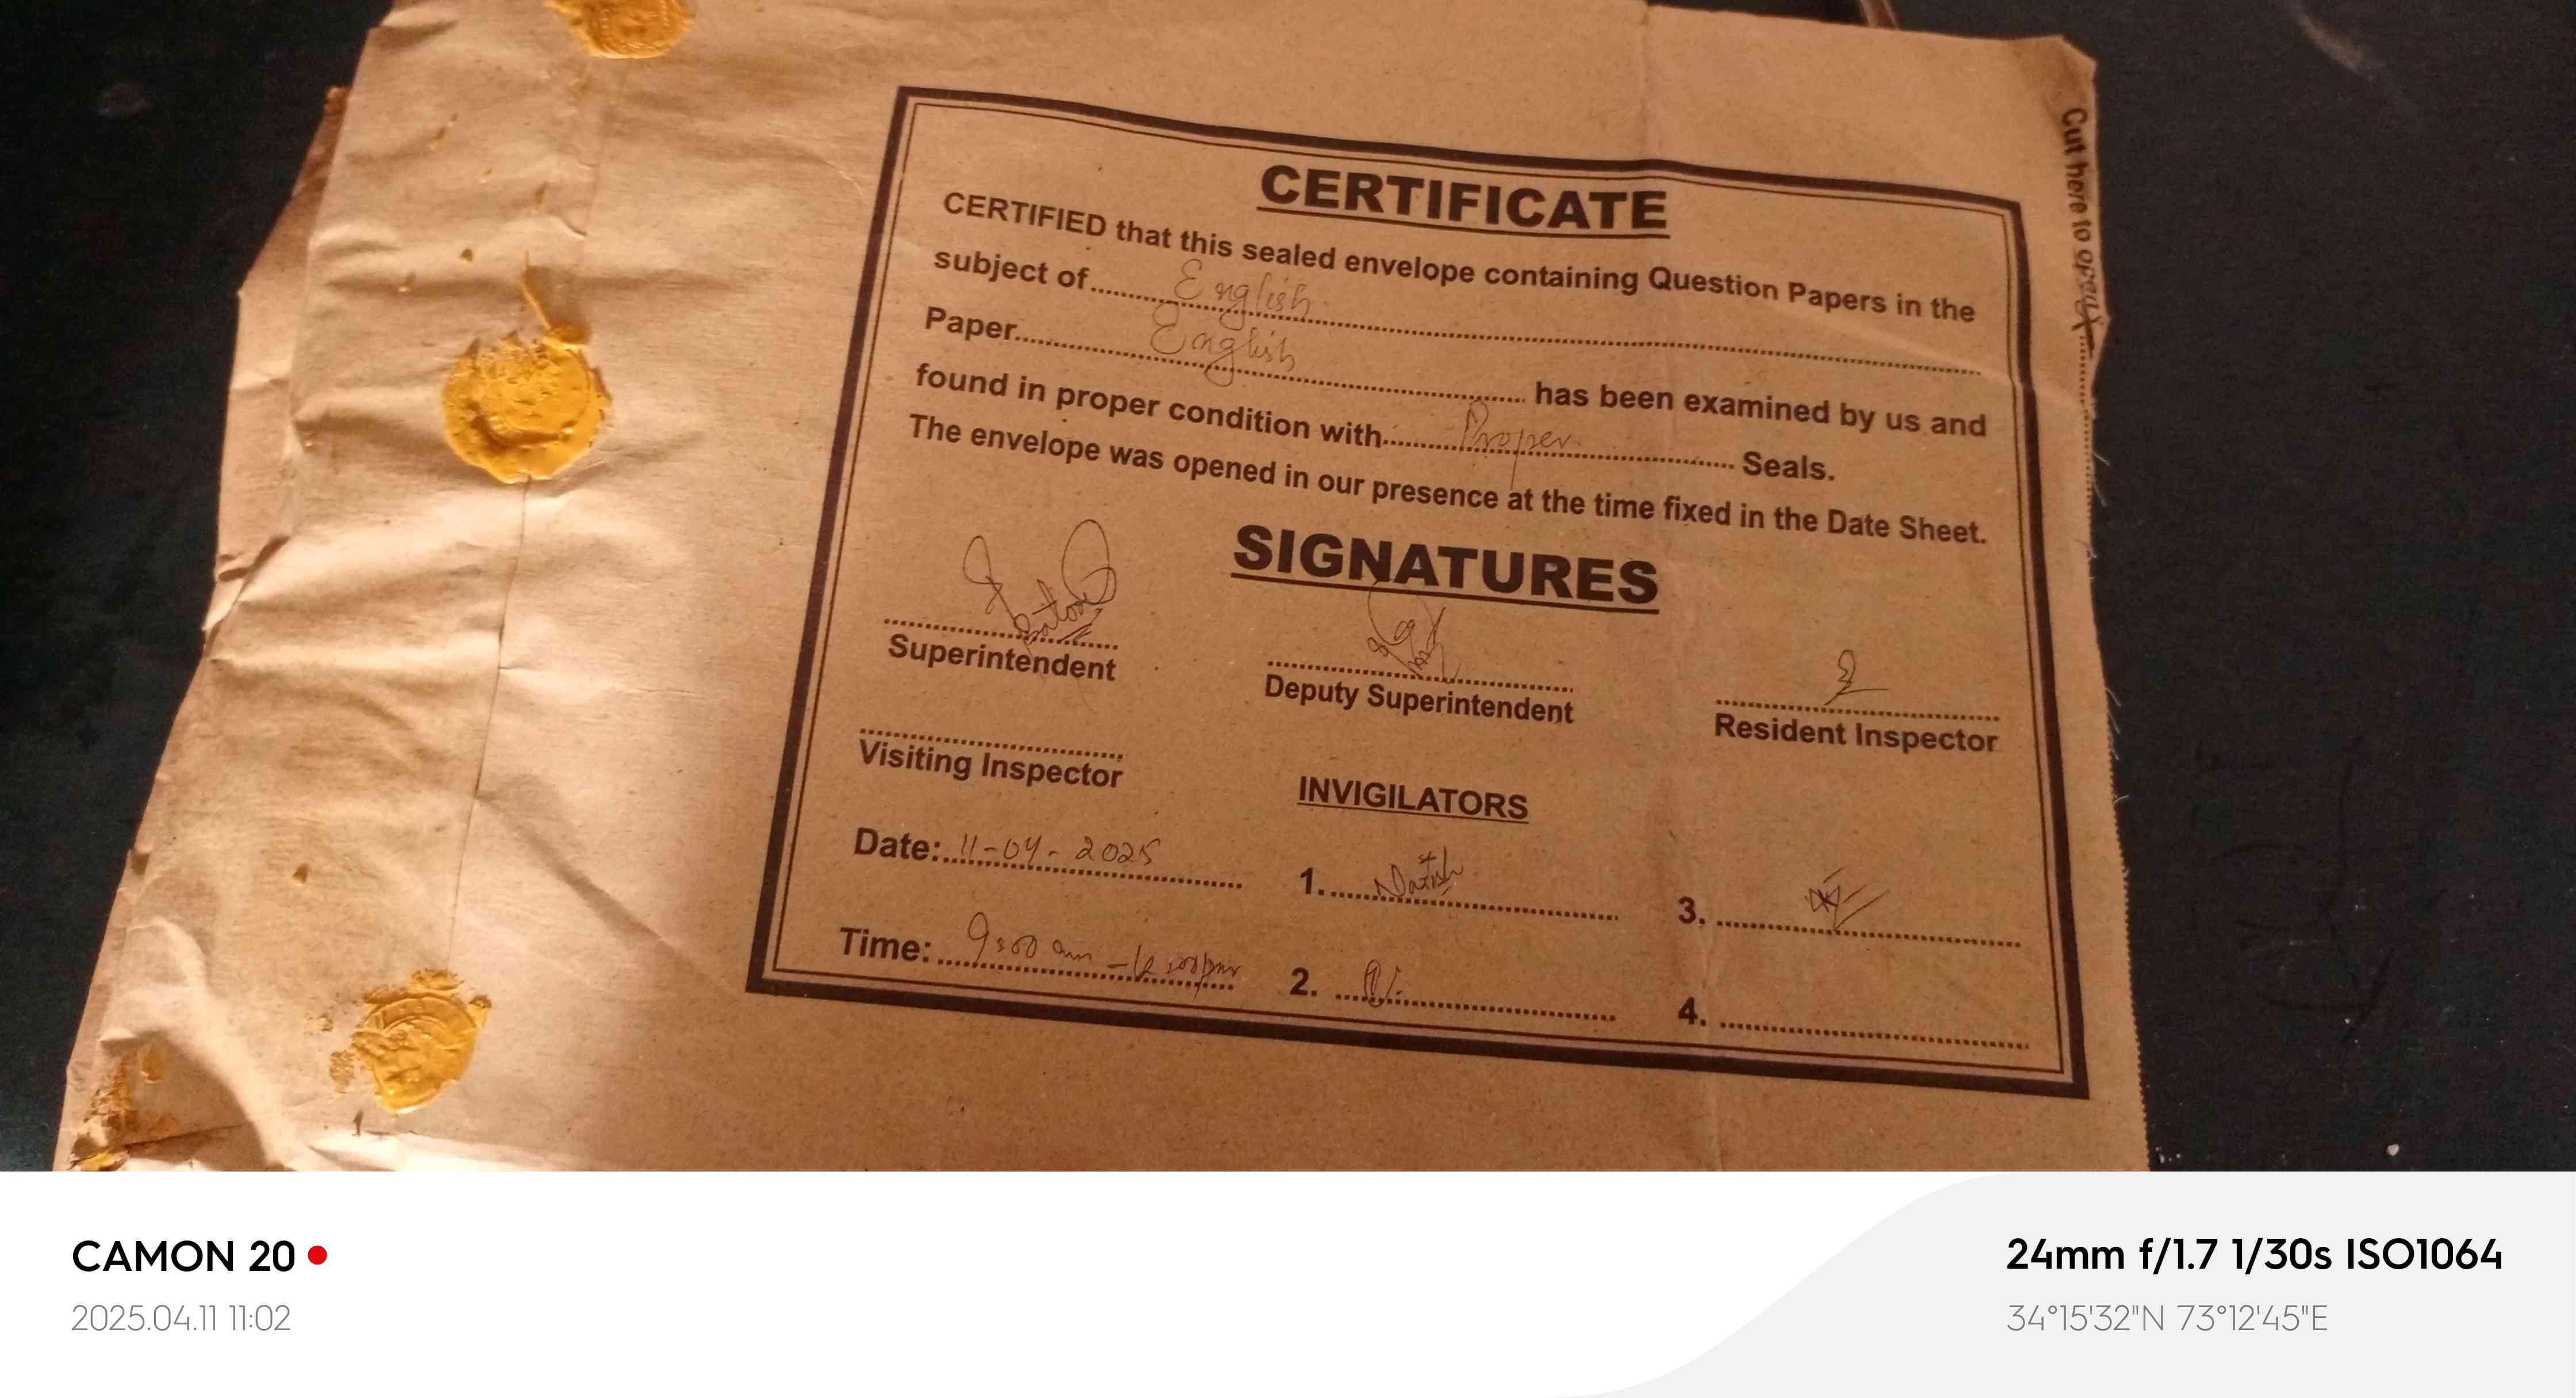 CERTIFICATE
CERTIFIED that this sealed envelope containing Question Papers in the
subject of English
Paper English has been examined by us and
found in proper condition with Proper Seals.
The envelope was opened in our presence at the time fixed in the Date Sheet.
SIGNATURES
Superintendent
Deputy Superintendent
Resident Inspector
Visiting Inspector
INVIGILATORS
Date: 11-04-2025
1.
3.
Time: 9:00 am -
2.
4.
Cut here to open
CAMON 20
2025.04.11 11:02
24mm f/1.7 1/30s ISO1064
34°15'32"N 73°12'45"E